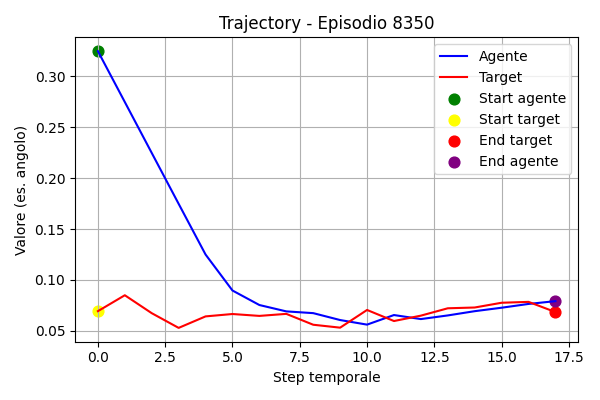 Trajectory - Episodio 8350
Agente
Target
Start agente
Start target
End target
End agente
Valore (es. angolo)
0.30
0.25
0.20
0.15
0.10
0.05
0.0 2.5 5.0 7.5 10.0 12.5 15.0 17.5
Step temporale